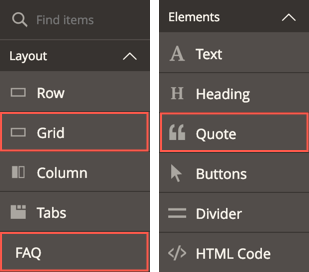 Find items
Layout
Row
Grid
Column
Tabs
FAQ
Elements
Text
Heading
Quote
Buttons
Divider
HTML Code